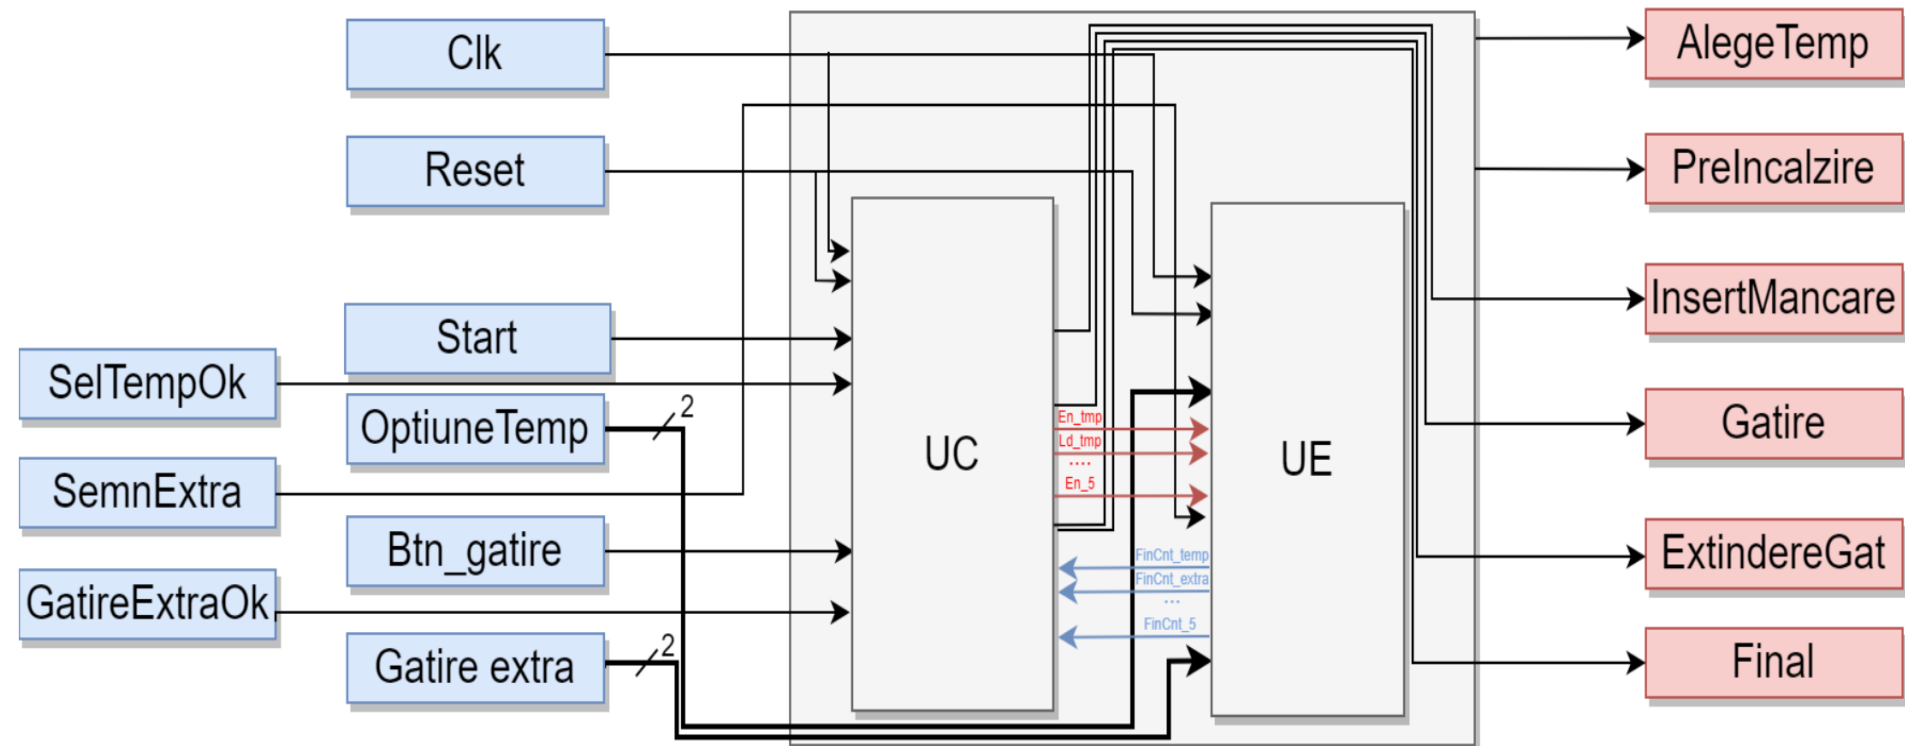 Clk
Reset
Start
SelTempOk
OptiuneTemp
2
SemnExtra
Btn_gatire
GatireExtraOk
Gatire extra
2
UC
En_tmp
Ld_tmp
....
En_5
FinCnt_temp
FinCnt_extra
...
FinCnt_5
UE
AlegeTemp
PreIncalzire
InsertMancare
Gatire
ExtindereGat
Final